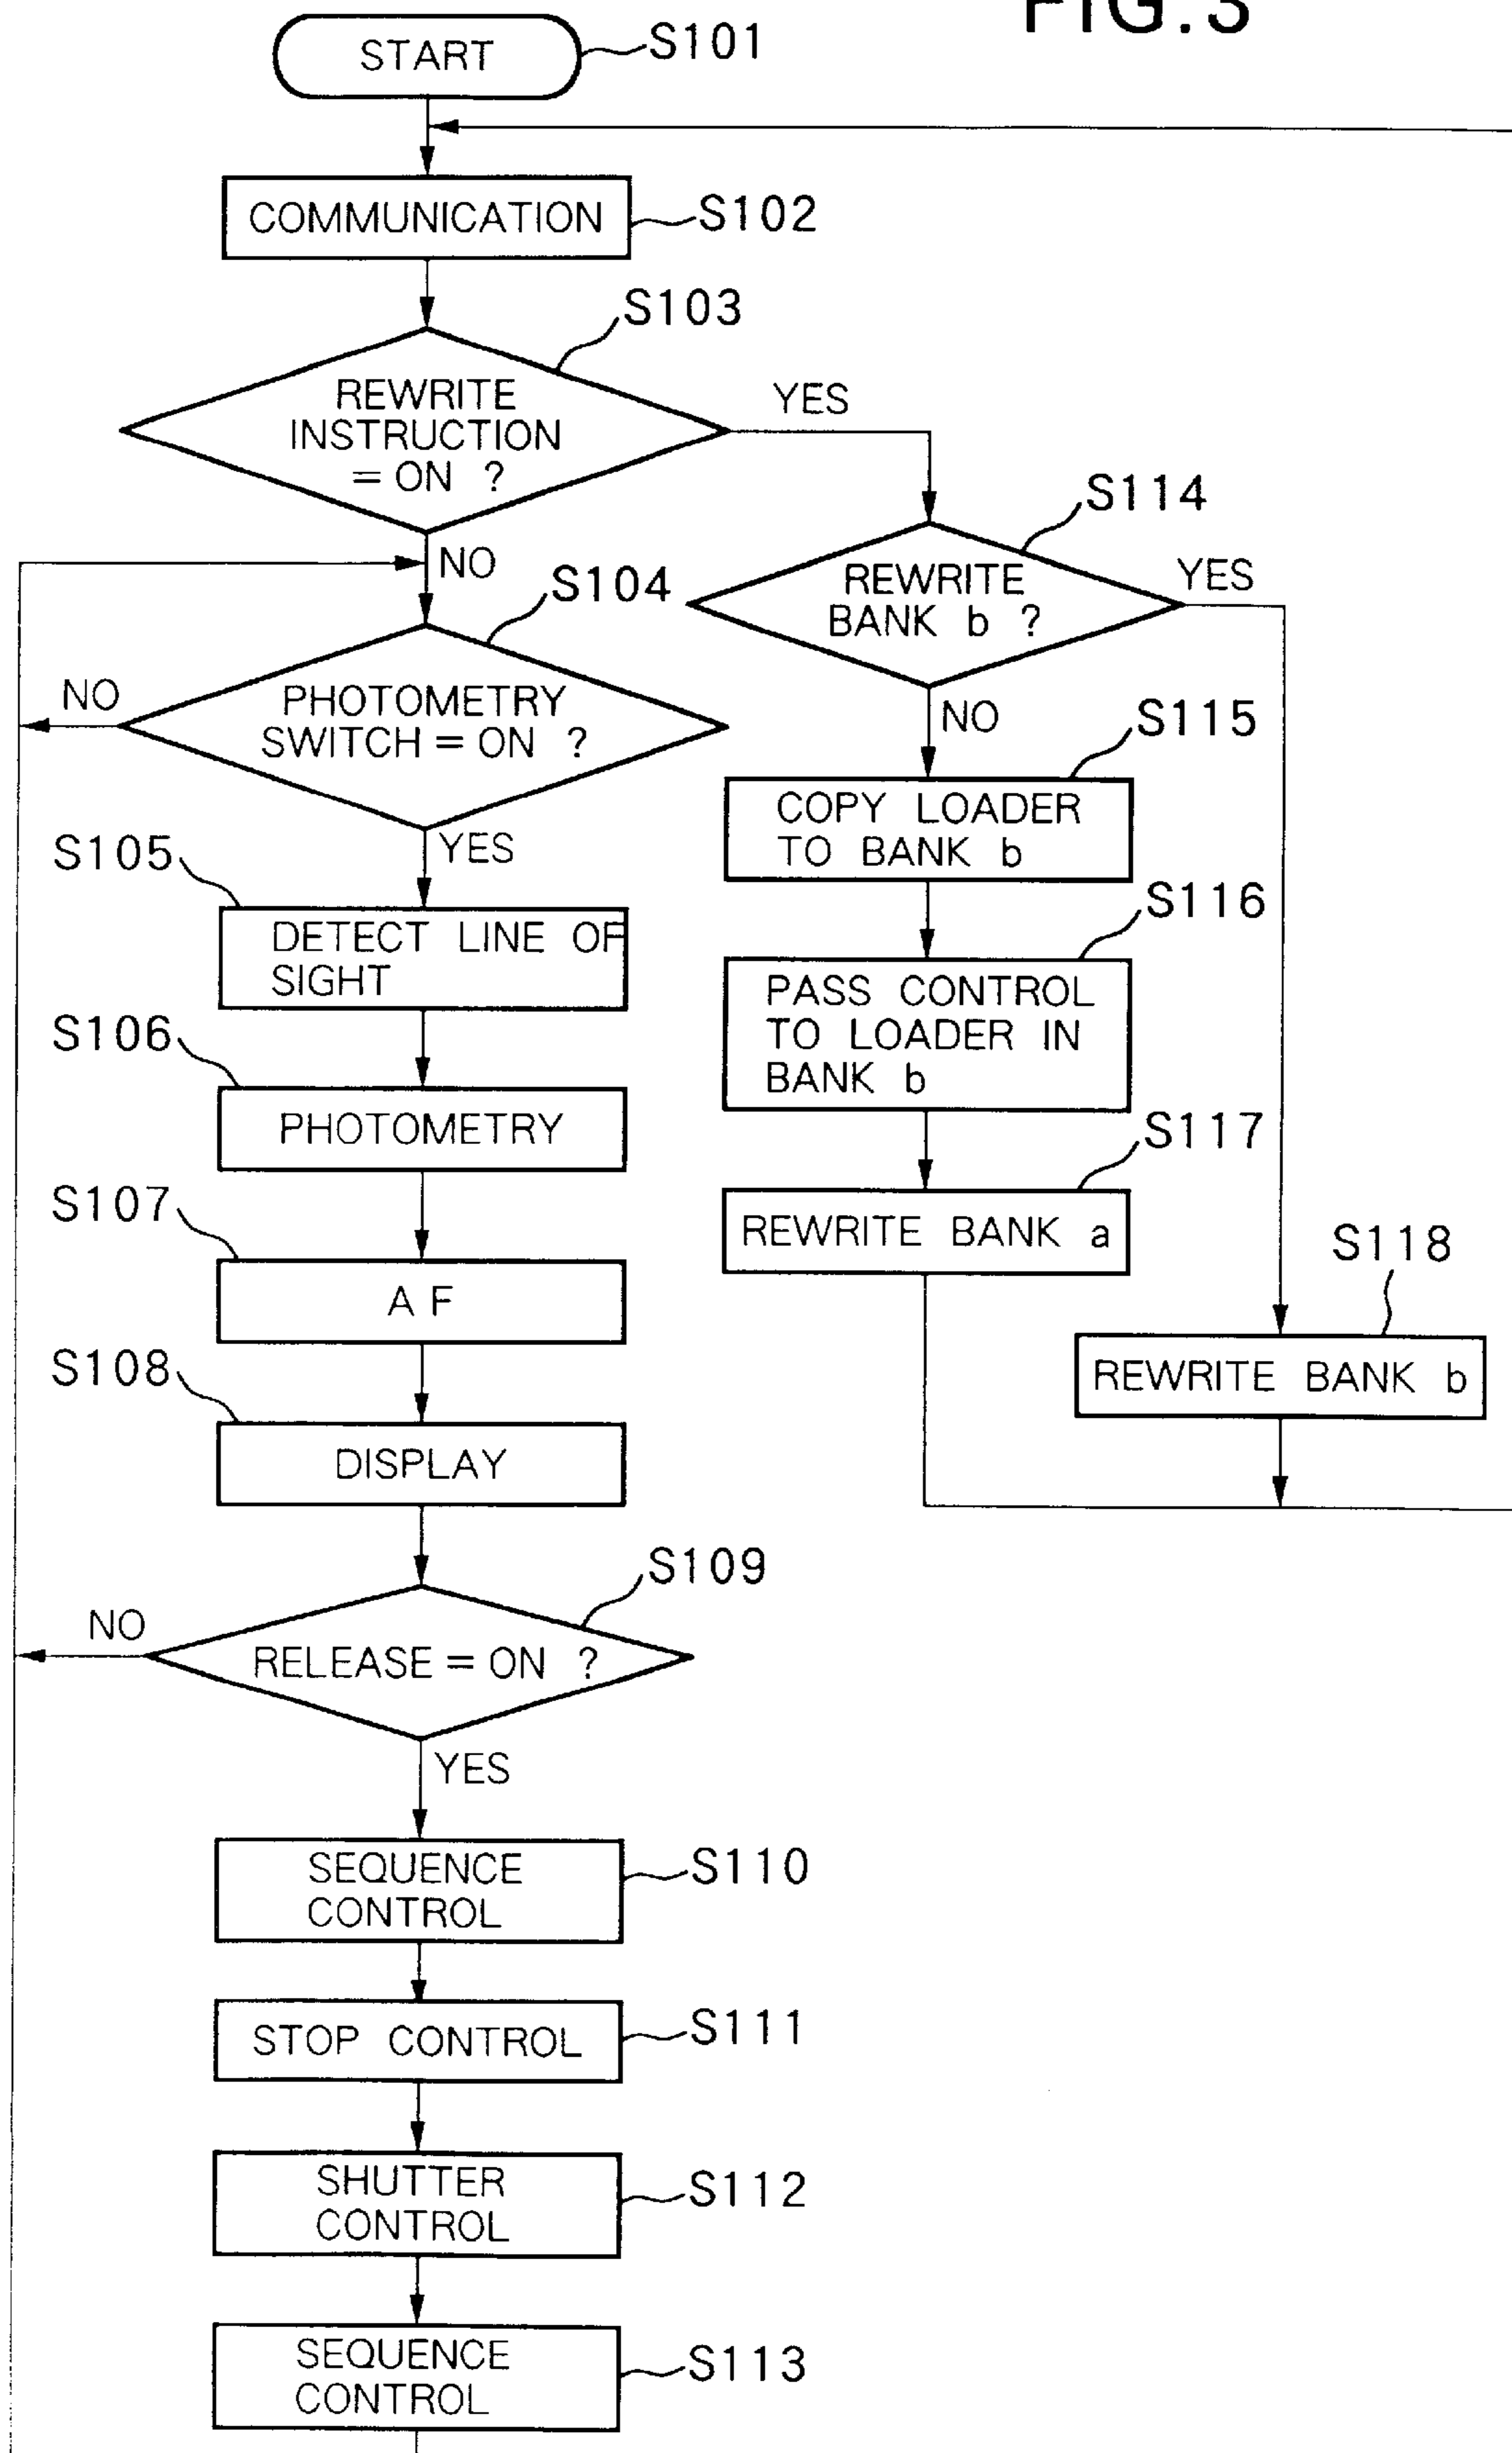 FIG.3
START
S101
COMMUNICATION
S102
S103
REWRITE
INSTRUCTION
= ON ?
YES
NO
S114
REWRITE
BANK b ?
YES
NO
S104
PHOTOMETRY
SWITCH = ON ?
NO
YES
S115
COPY LOADER
TO BANK b
S105
DETECT LINE OF
SIGHT
S116
PASS CONTROL
TO LOADER IN
BANK b
S106
PHOTOMETRY
S117
REWRITE BANK a
S107
A F
S118
REWRITE BANK b
S108
DISPLAY
S109
RELEASE = ON ?
NO
YES
SEQUENCE
CONTROL
S110
STOP CONTROL
S111
SHUTTER
CONTROL
S112
SEQUENCE
CONTROL
S113